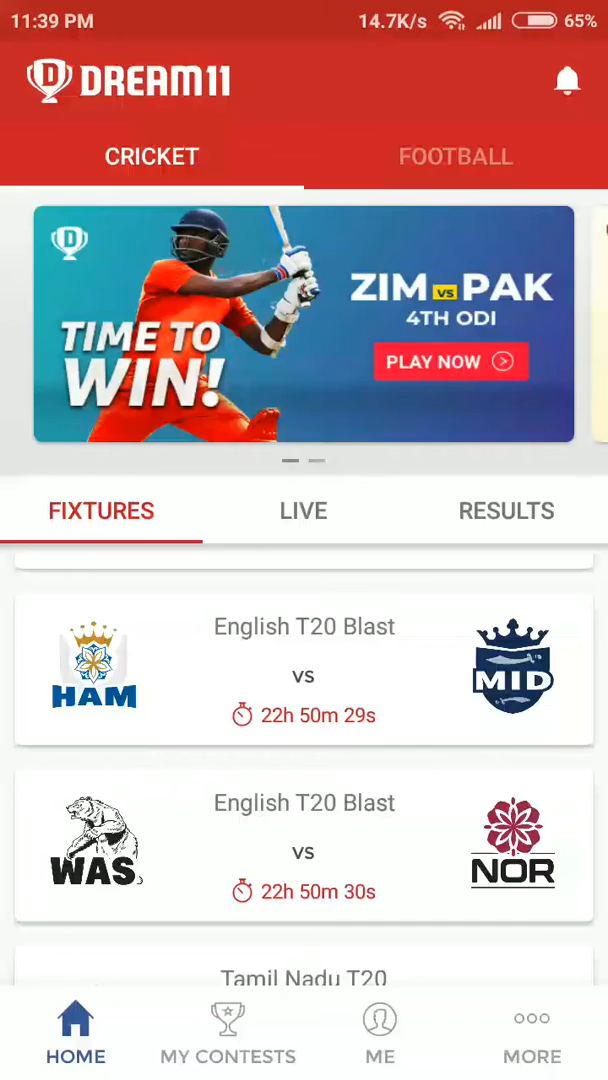 11:39 PM 14.7K/s 65%
D DREAM11
CRICKET FOOTBALL
D
TIME TO
WIN!
ZIM vs PAK
4TH ODI
PLAY NOW
FIXTURES LIVE RESULTS
English T20 Blast
HAM vs MID
22h 50m 29s
English T20 Blast
WAS vs NOR
22h 50m 30s
Tamil Nadu T20
HOME MY CONTESTS ME MORE